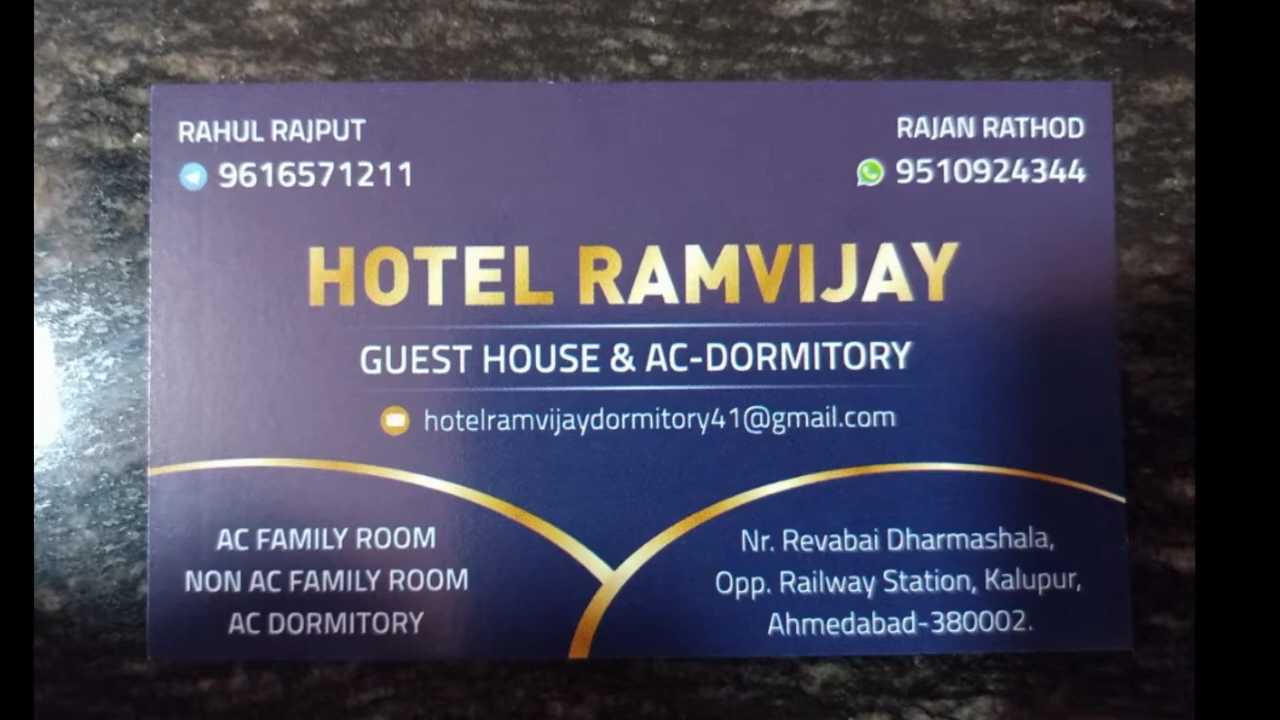 RAHUL RAJPUT
9616571211
RAJAN RATHOD
9510924344
HOTEL RAMVIJAY
GUEST HOUSE & AC-DORMITORY
hotelramvijaydormitory41@gmail.com
AC FAMILY ROOM
NON AC FAMILY ROOM
AC DORMITORY
Nr. Revabai Dharmashala,
Opp. Railway Station, Kalupur,
Ahmedabad-380002.